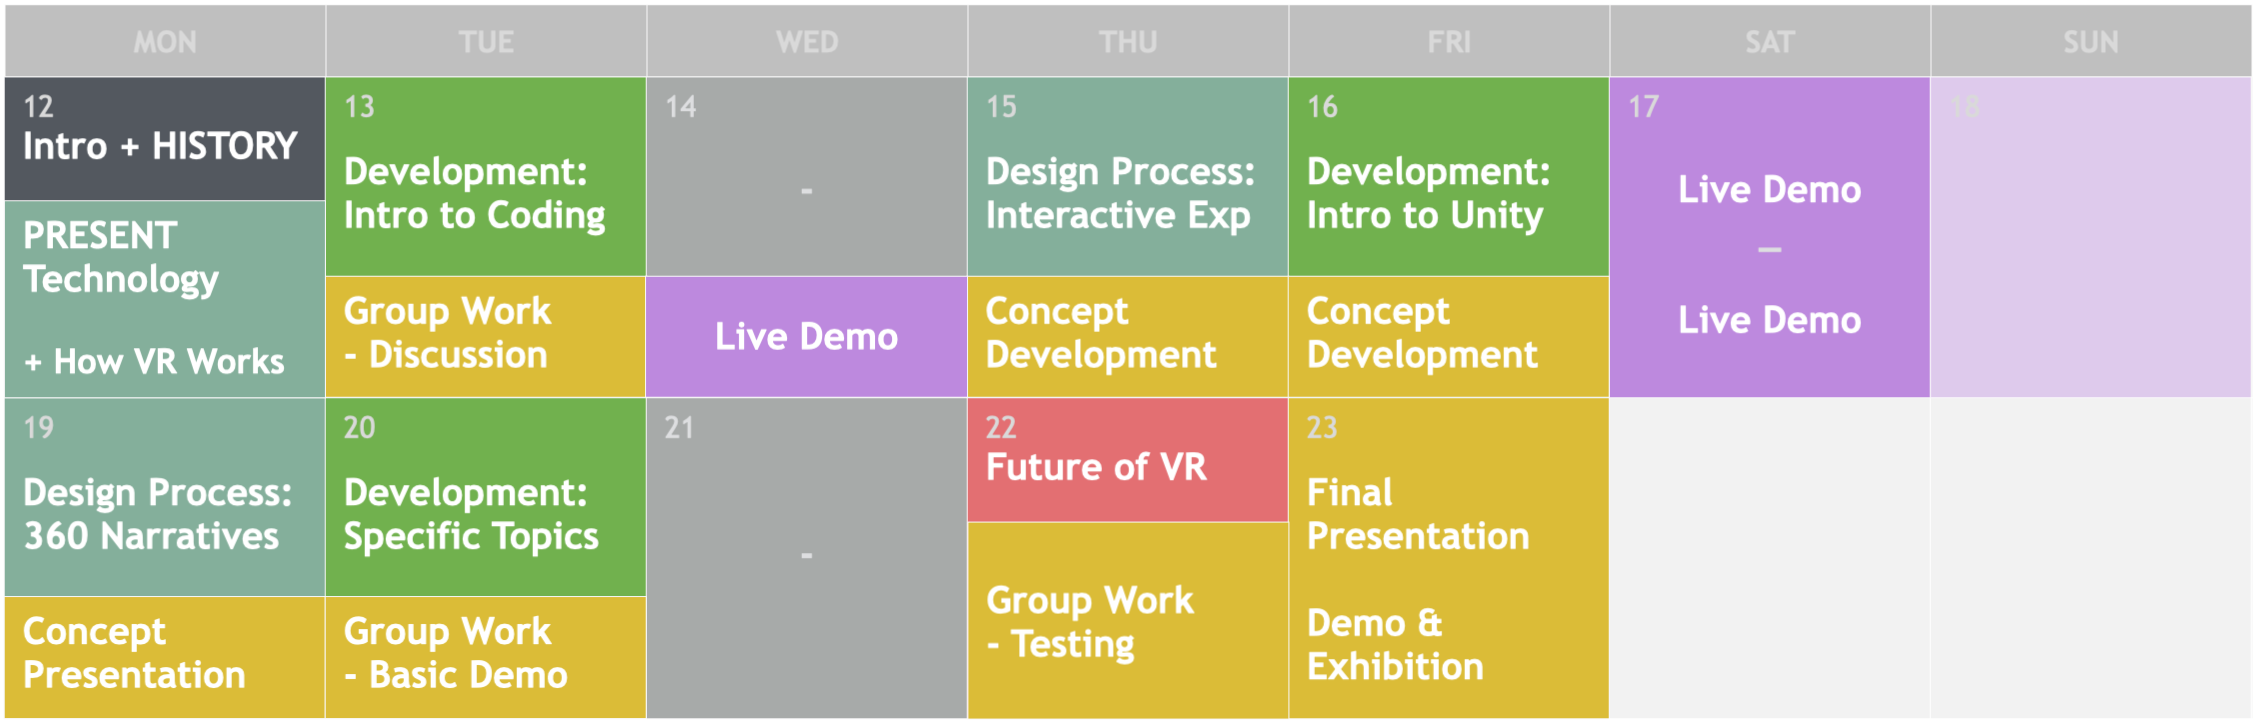 MON TUE WED THU FRI SAT SUN
12
Intro + HISTORY
PRESENT
Technology
+ How VR Works
13
Development:
Intro to Coding
Group Work
- Discussion
14
-
Live Demo
15
Design Process:
Interactive Exp
Concept
Development
16
Development:
Intro to Unity
Concept
Development
17
Live Demo
—
Live Demo
18
19
Design Process:
360 Narratives
Concept
Presentation
20
Development:
Specific Topics
Group Work
- Basic Demo
21
-
22
Future of VR
Group Work
- Testing
23
Final
Presentation
Demo &
Exhibition